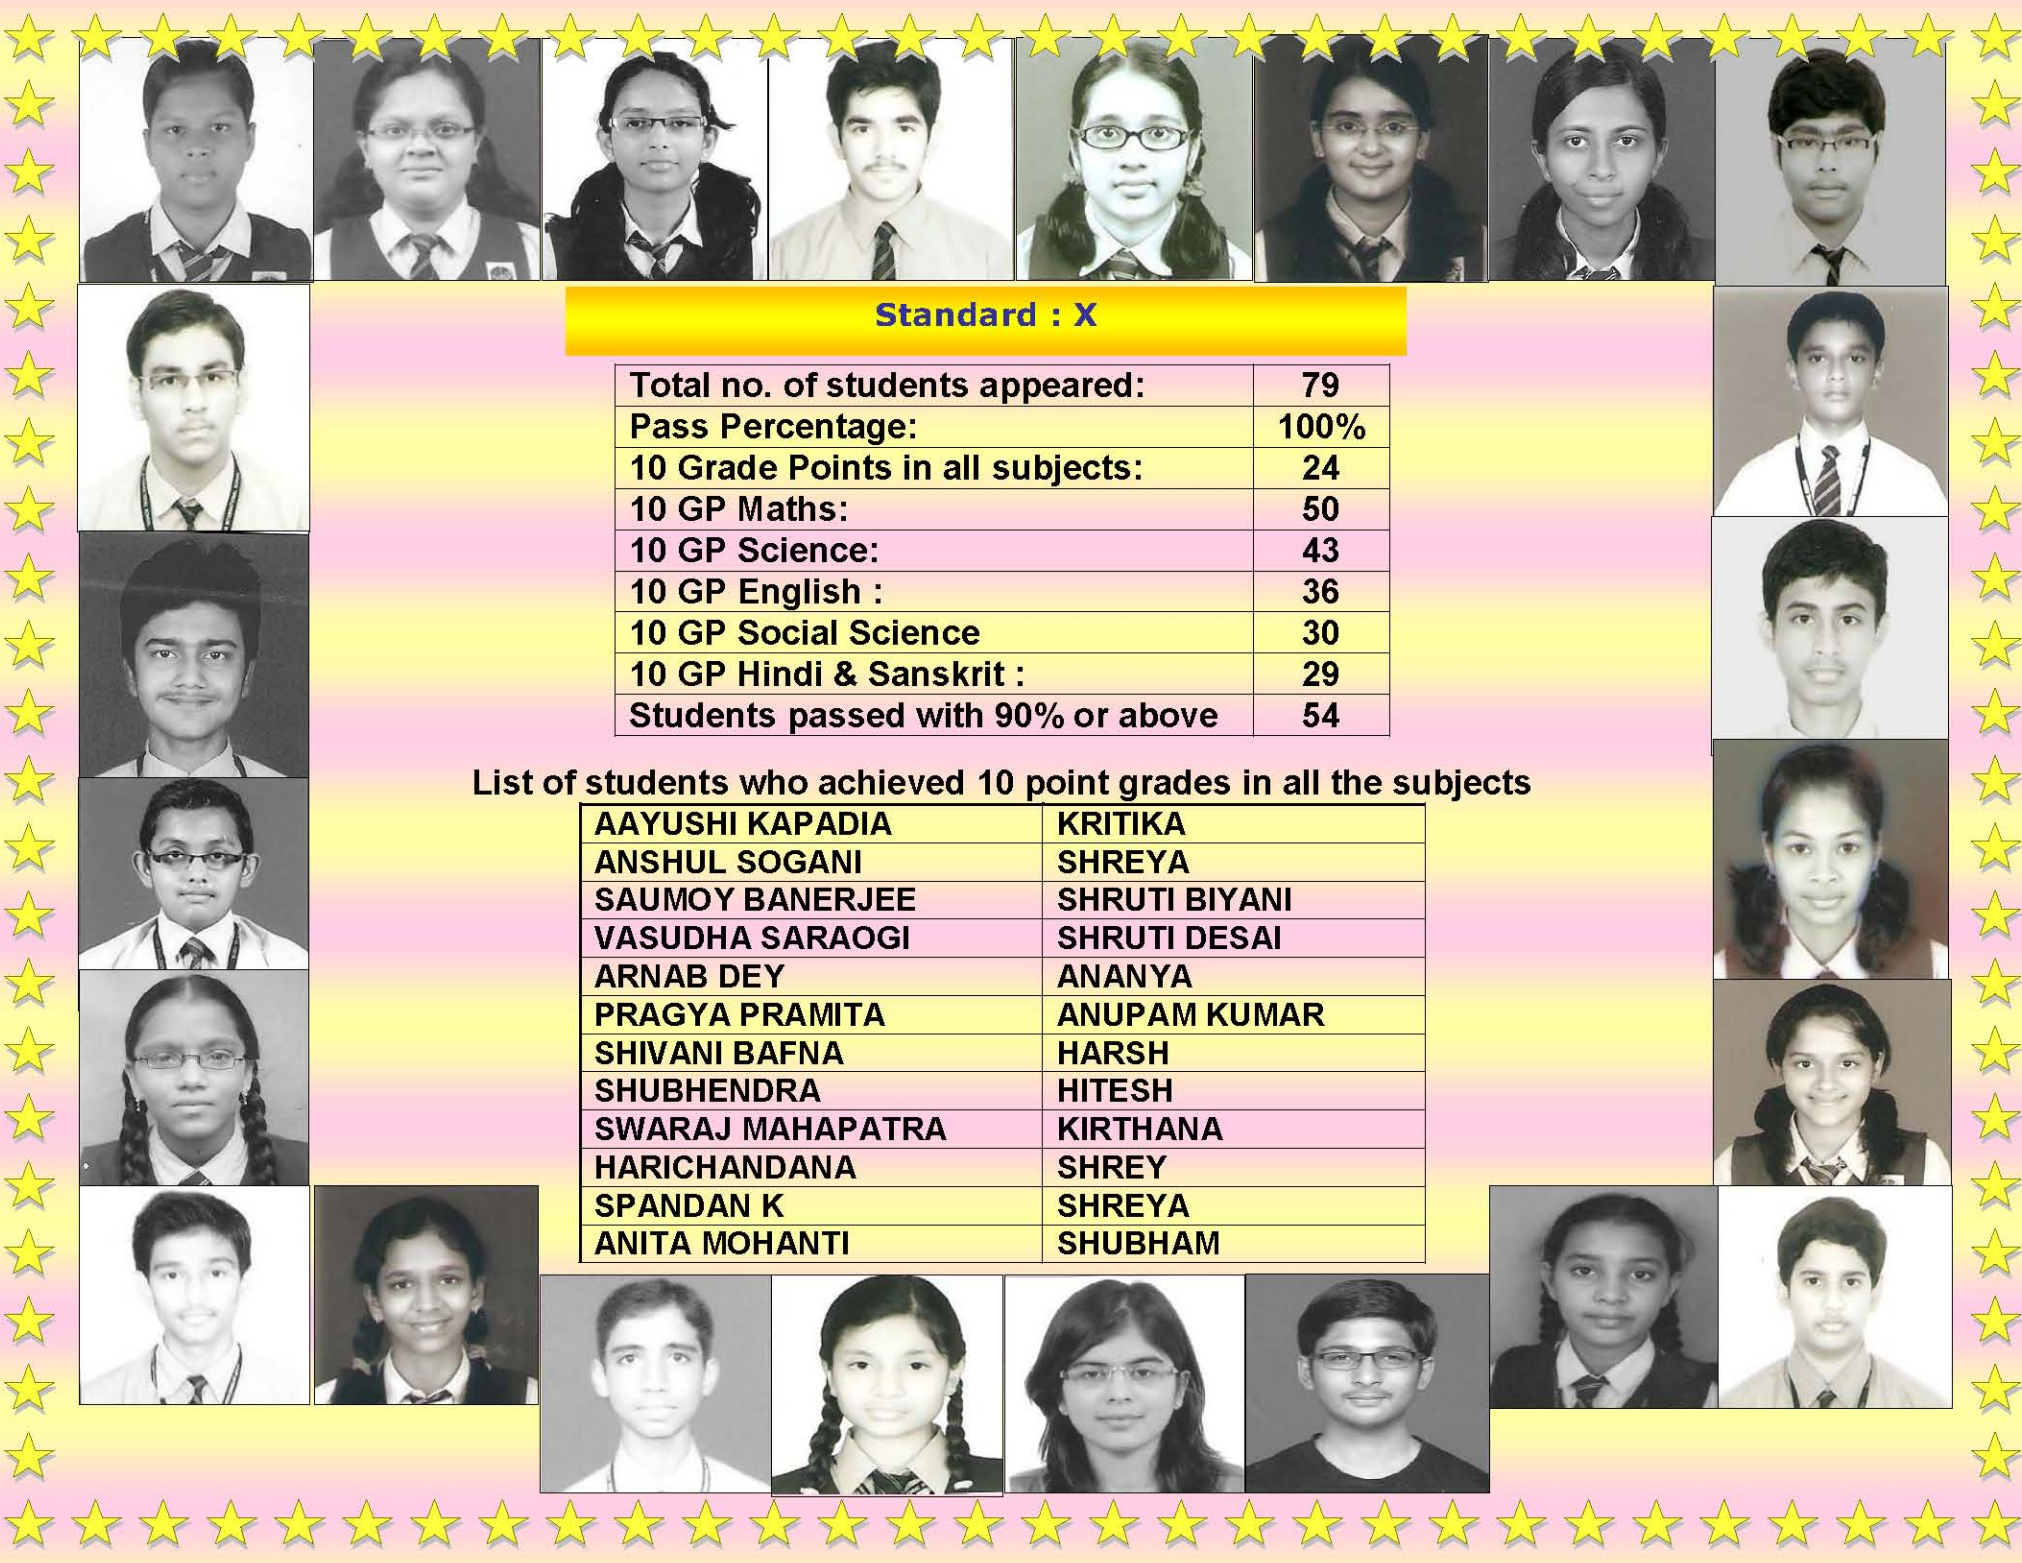 Standard : X
Total no. of students appeared: 79
Pass Percentage: 100%
10 Grade Points in all subjects: 24
10 GP Maths: 50
10 GP Science: 43
10 GP English : 36
10 GP Social Science 30
10 GP Hindi & Sanskrit : 29
Students passed with 90% or above 54
List of students who achieved 10 point grades in all the subjects
AAYUSHI KAPADIA KRITIKA
ANSHUL SOGANI SHREYA
SAUMOY BANERJEE SHRUTI BIYANI
VASUDHA SARAOGI SHRUTI DESAI
ARNAB DEY ANANYA
PRAGYA PRAMITA ANUPAM KUMAR
SHIVANI BAFNA HARSH
SHUBHENDRA HITESH
SWARAJ MAHAPATRA KIRTHANA
HARICHANDANA SHREY
SPANDAN K SHREYA
ANITA MOHANTI SHUBHAM